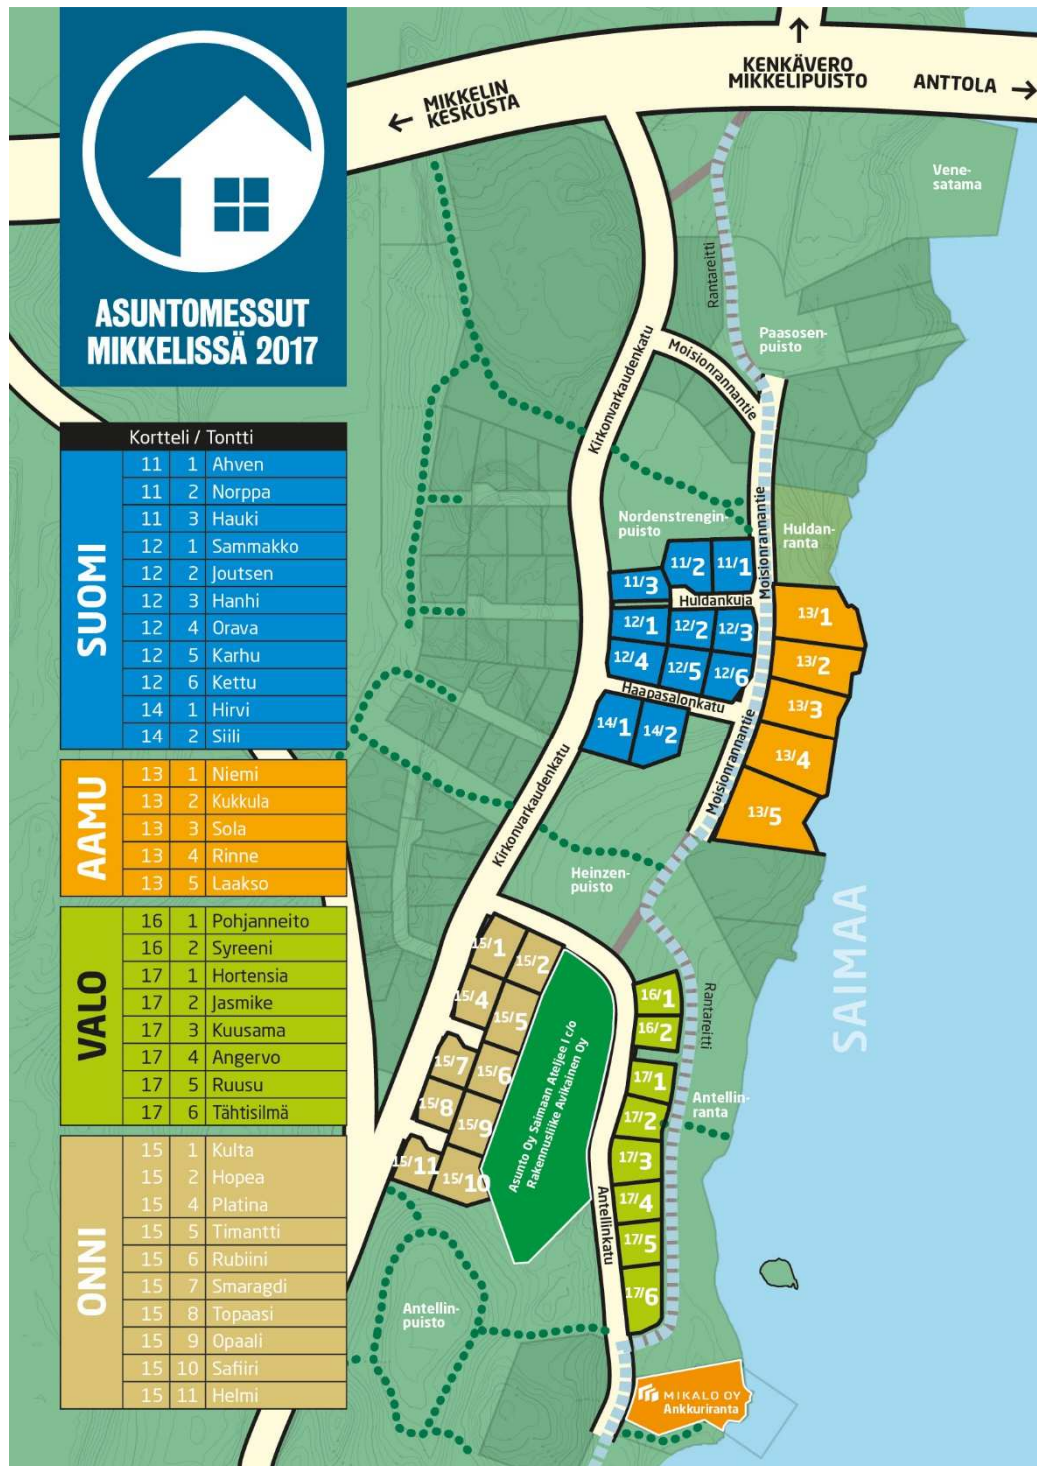 ASUNTOMESSUT
MIKKELISSÄ 2017
Kortteli / Tontti
SUOMI
11 1 Ahven
11 2 Norppa
11 3 Hauki
12 1 Sammakko
12 2 Joutsen
12 3 Hanhi
12 4 Orava
12 5 Karhu
12 6 Kettu
14 1 Hirvi
14 2 Siili
AAMU
13 1 Niemi
13 2 Kukkula
13 3 Sola
13 4 Rinne
13 5 Laakso
VALO
16 1 Pohjanneito
16 2 Syreeni
17 1 Hortensia
17 2 Jasmike
17 3 Kuusama
17 4 Angervo
17 5 Ruusu
17 6 Tähtisilmä
ONNI
15 1 Kulta
15 2 Hopea
15 4 Platina
15 5 Timantti
15 6 Rubiini
15 7 Smaragdi
15 8 Topaasi
15 9 Opaali
15 10 Safiiri
15 11 Helmi
← MIKKELIN
KESKUSTA
↑
KENKÄVERO
MIKKELIPUISTO
ANTTOLA →
Vene-
satama
Rantareitti
Paasosen-
puisto
Kirkonvarkaudenkatu
Moisionrannantie
Nordenstrengin-
puisto
Moisionrannantie
Huldan-
ranta
11/3
11/2
11/1
Huldankuja
12/1
12/2
12/3
12/4
12/5
12/6
Haapasalonkatu
14/1
14/2
13/1
13/2
13/3
13/4
13/5
Moisionrannantie
Kirkonvarkaudenkatu
Heinzen-
puisto
SAIMAA
15/1
15/2
15/4
15/5
15/7
15/6
15/8
15/9
15/11
15/10
Asunto Oy Saimaan Ateljee I c/o
Rakennusliike Avikainen Oy
16/1
16/2
17/1
17/2
17/3
17/4
17/5
17/6
Rantareitti
Antellin-
ranta
Antellinkatu
Antellin-
puisto
MIKALO OY
Ankkuriranta